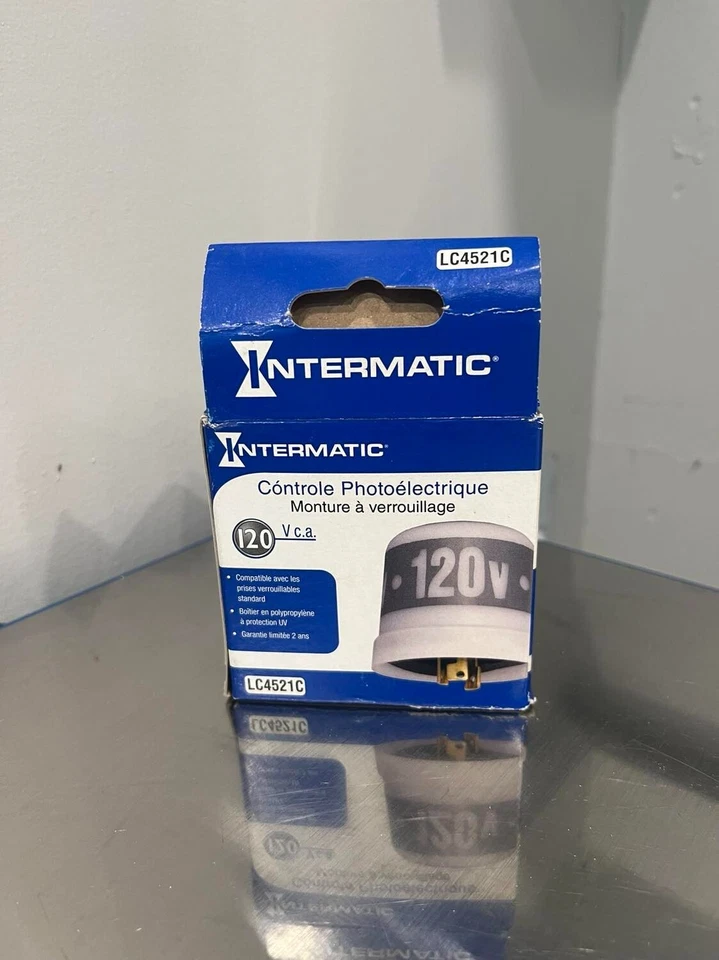 LC4521C
INTERMATIC®
INTERMATIC®
Cóntrole Photoélectrique
Monture à verrouillage
120 V c.a.
• Compatible avec les
prises verrouillables
standard
• Boîtier en polypropylène
à protection UV
• Garantie limitée 2 ans
• 120v •
LC4521C